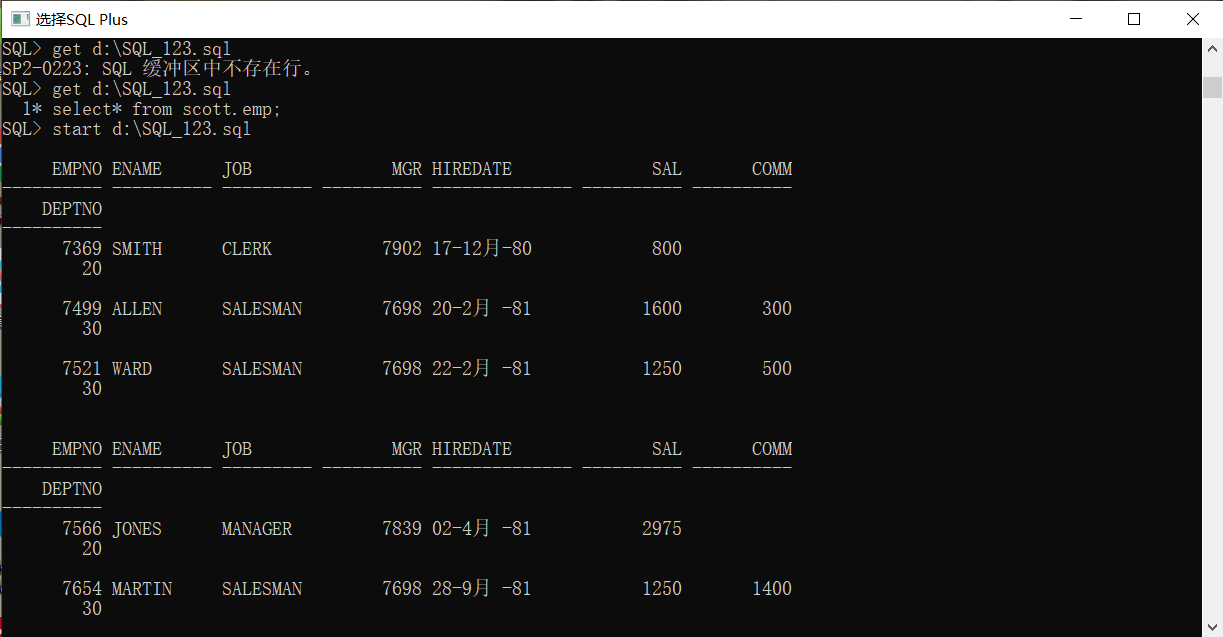 选择SQL Plus
SQL> get d:\SQL_123.sql
SP2-0223: SQL 缓冲区中不存在行。
SQL> get d:\SQL_123.sql
  1* select* from scott.emp;
SQL> start d:\SQL_123.sql
     EMPNO ENAME      JOB              MGR HIREDATE              SAL       COMM
---------- ---------- --------- ---------- -------------- ---------- ----------
    DEPTNO
----------
      7369 SMITH      CLERK           7902 17-12月-80            800
        20
      7499 ALLEN      SALESMAN        7698 20-2月 -81           1600        300
        30
      7521 WARD       SALESMAN        7698 22-2月 -81           1250        500
        30
     EMPNO ENAME      JOB              MGR HIREDATE              SAL       COMM
---------- ---------- --------- ---------- -------------- ---------- ----------
    DEPTNO
----------
      7566 JONES      MANAGER         7839 02-4月 -81           2975
        20
      7654 MARTIN     SALESMAN        7698 28-9月 -81           1250       1400
        30